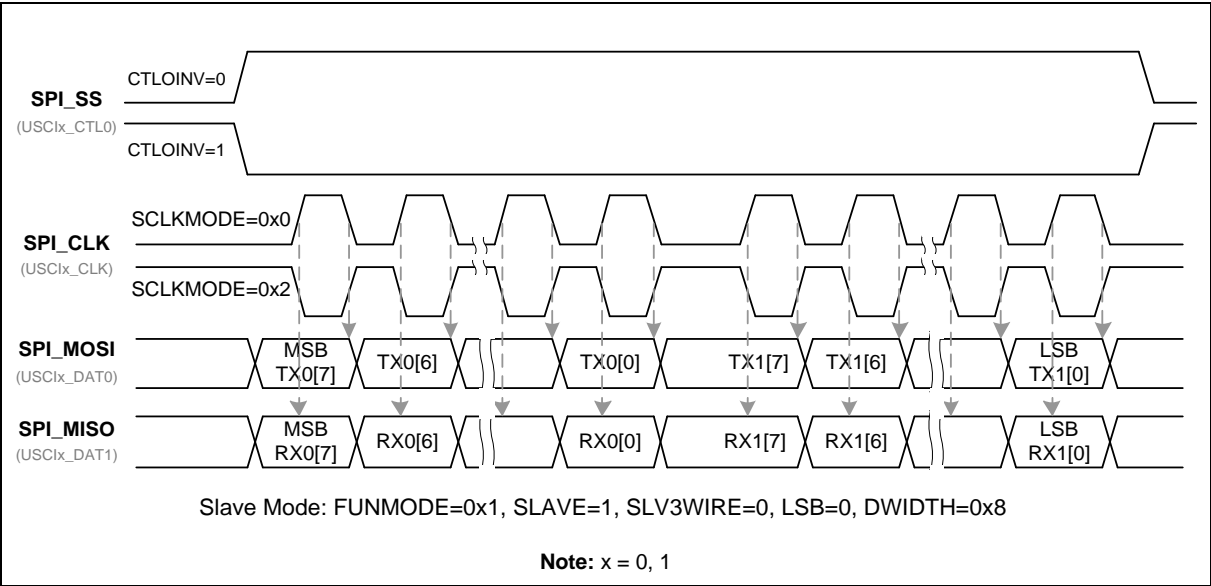 CTLOINV=0
SPI_SS
(USCIx_CTL0)
CTLOINV=1
SCLKMODE=0x0
SPI_CLK
(USCIx_CLK)
SCLKMODE=0x2
SPI_MOSI
(USCIx_DAT0)
MSB
TX0[7]
TX0[6]
TX0[0]
TX1[7]
TX1[6]
LSB
TX1[0]
SPI_MISO
(USCIx_DAT1)
MSB
RX0[7]
RX0[6]
RX0[0]
RX1[7]
RX1[6]
LSB
RX1[0]
Slave Mode: FUNMODE=0x1, SLAVE=1, SLV3WIRE=0, LSB=0, DWIDTH=0x8
Note: x = 0, 1